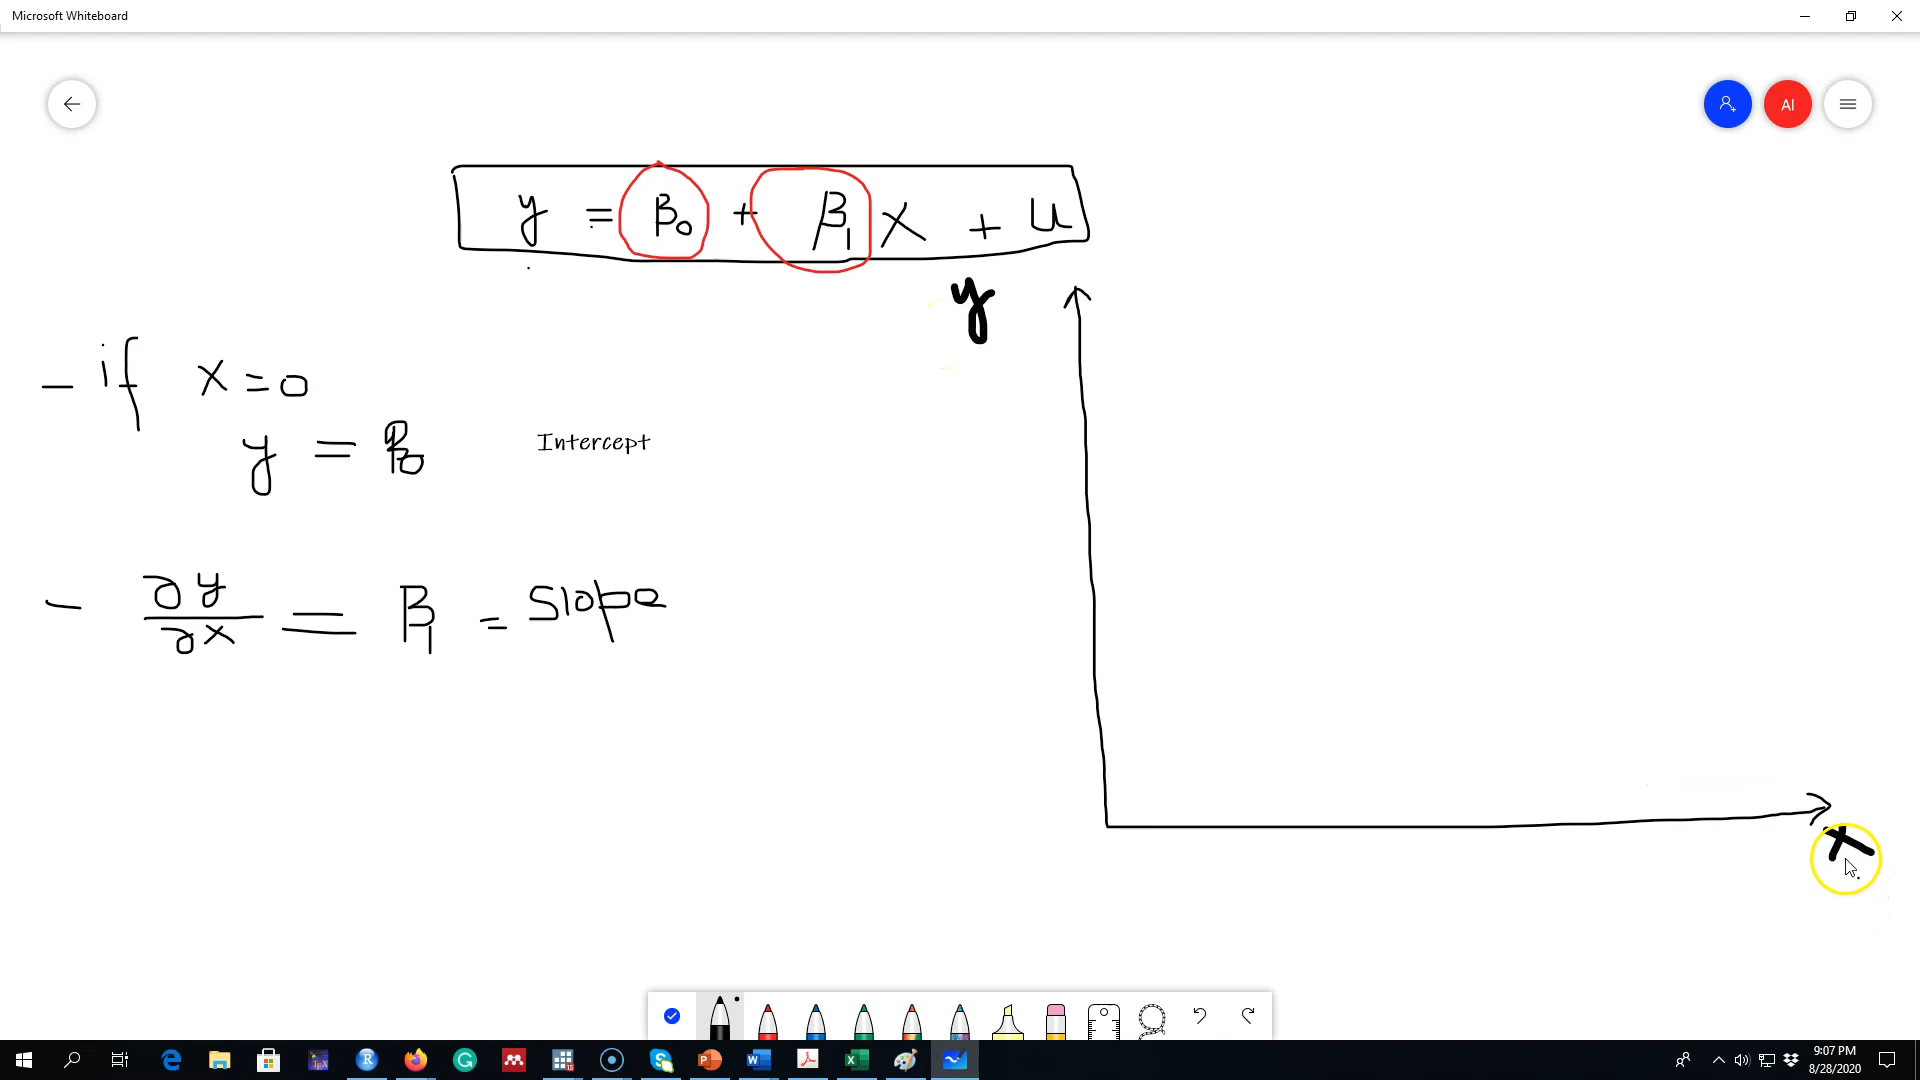 Microsoft Whiteboard
AI
y = β₀ + β₁ x + u
y
- if x = 0
y = β₀ Intercept
- ∂y/∂x = β₁ = slope
x
9:07 PM
8/28/2020